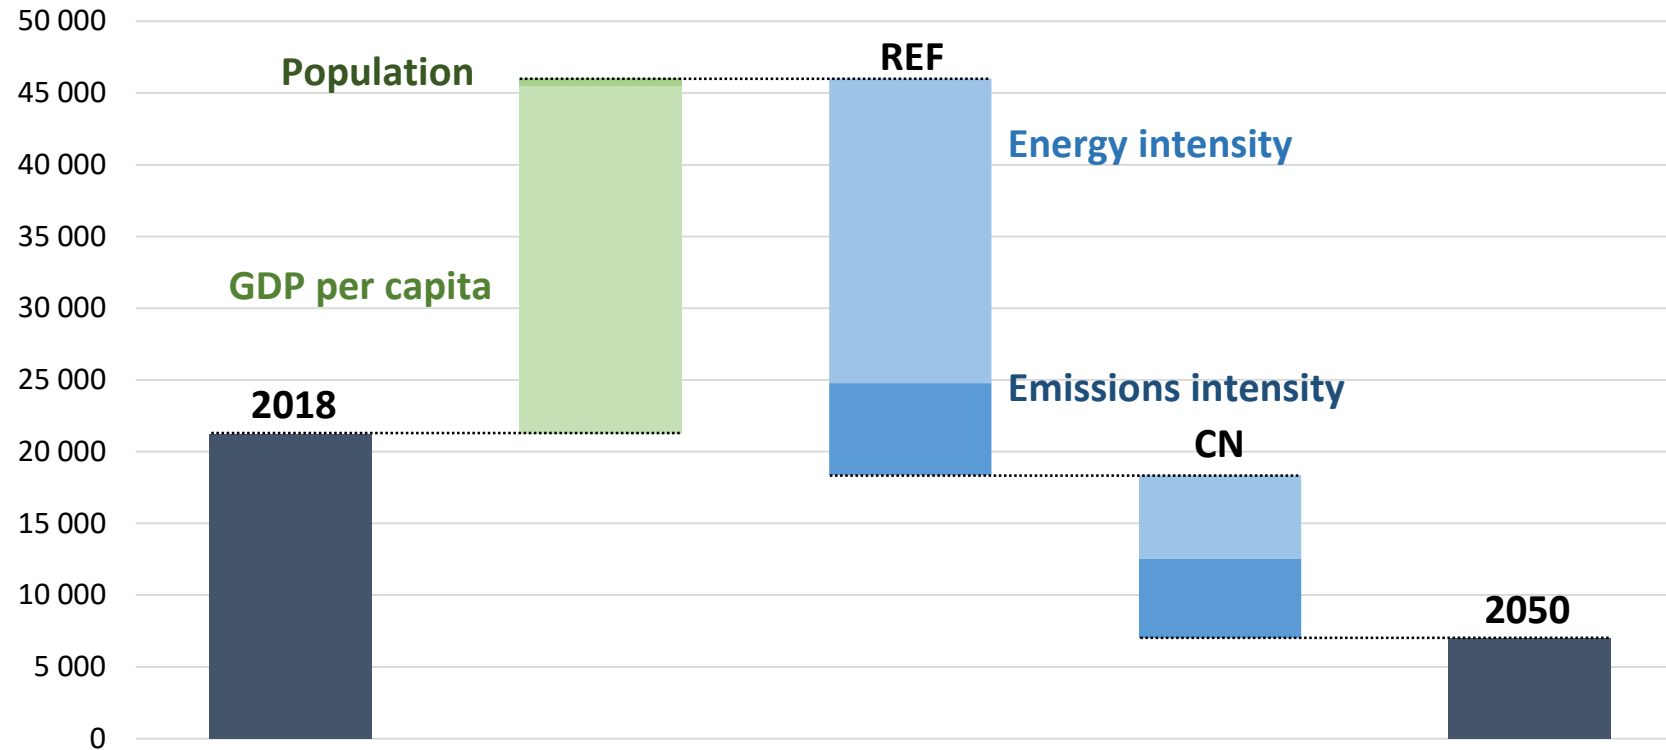 50 000
REF
Population
45 000
Energy intensity
40 000
35 000
GDP per capita
30 000
25 000
Emissions intensity
2018
CN
20 000
15 000
10 000
2050
5 000
0